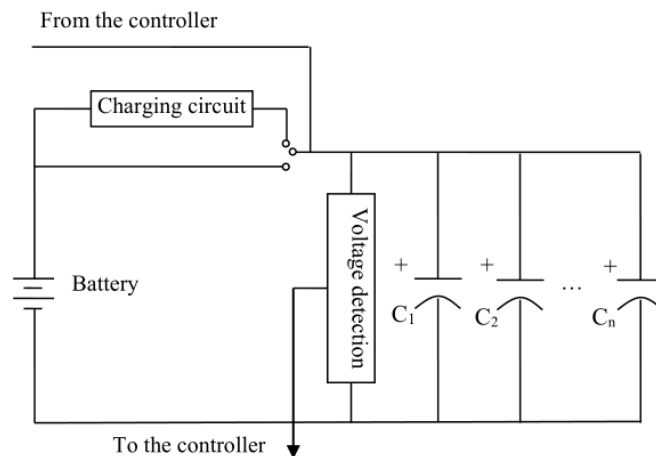 From the controller
Charging circuit
Voltage detection
Battery
+
C₁
+
C₂
...
+
Cₙ
To the controller